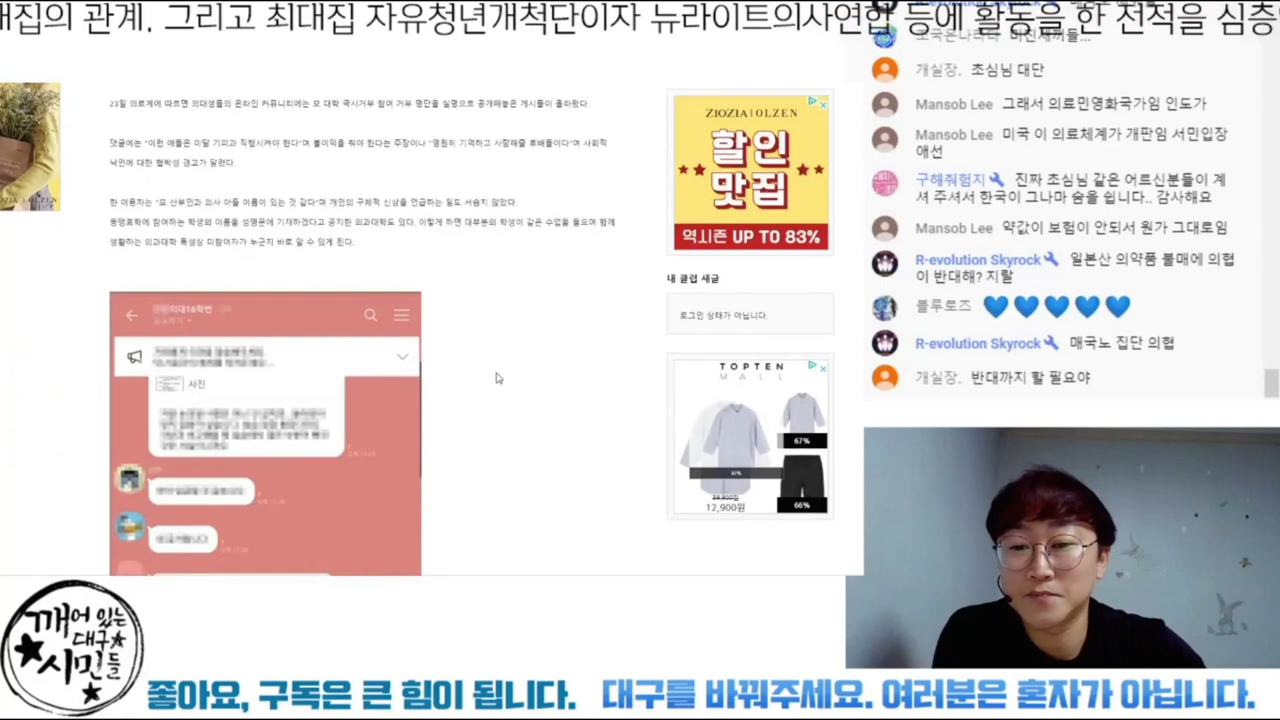 집의 관계. 그리고 최대집 자유청년개척단이자 뉴라이트의사연합 등에 활동을 한 전적을 심층
23일 의료계에 따르면 의대생들의 온라인 커뮤니티에는 모 대학 국시거부 참여 거부 명단을 실명으로 공개해놓은 게시물이 올라왔다.
댓글에는 "이런 애들은 미달 기피과 직행시켜야 한다"며 불이익을 줘야 한다는 주장이나 "영원히 기억하고 사랑해줄 후배들이다"며 사회적
낙인에 대한 협박성 경고가 달렸다.
한 이용자는 "모 산부인과 의사 아들 이름이 보이는 것 같다"며 개인의 구체적 신상을 언급하는 일도 서슴지 않았다.
동맹휴학에 참여하는 학생의 이름을 성명문에 기재하겠다고 공지한 의과대학도 있다. 이렇게 하면 대부분의 학생이 같은 수업을 들으며 함께
생활하는 의과대학 특성상 미참여자가 누군지 바로 알 수 있게 된다.
의대16학번
사진
ZIOZIA | OLZEN
할인
맛집
역시즌 UP TO 83%
내 클럽 새글
로그인 상태가 아닙니다.
TOPTEN
MALL
67%
66%
12,900원
개실장. 초심님 대단
Mansob Lee 그래서 의료민영화국가임 인도가
Mansob Lee 미국 이 의료체계가 개판임 서민입장
애선
구해줘험지 진짜 초심님 같은 어르신분들이 계
셔 주셔서 한국이 그나마 숨을 쉽니다.. 감사해요
Mansob Lee 약값이 보험이 안되서 원가 그대로임
R-evolution Skyrock 일본산 의약품 불매에 의협
이 반대해? 지랄
블루로즈 💙💙💙💙💙
R-evolution Skyrock 매국노 집단 의협
개실장. 반대까지 할 필요야
깨어 있는
대구
시민들
좋아요, 구독은 큰 힘이 됩니다. 대구를 바꿔주세요. 여러분은 혼자가 아닙니다.